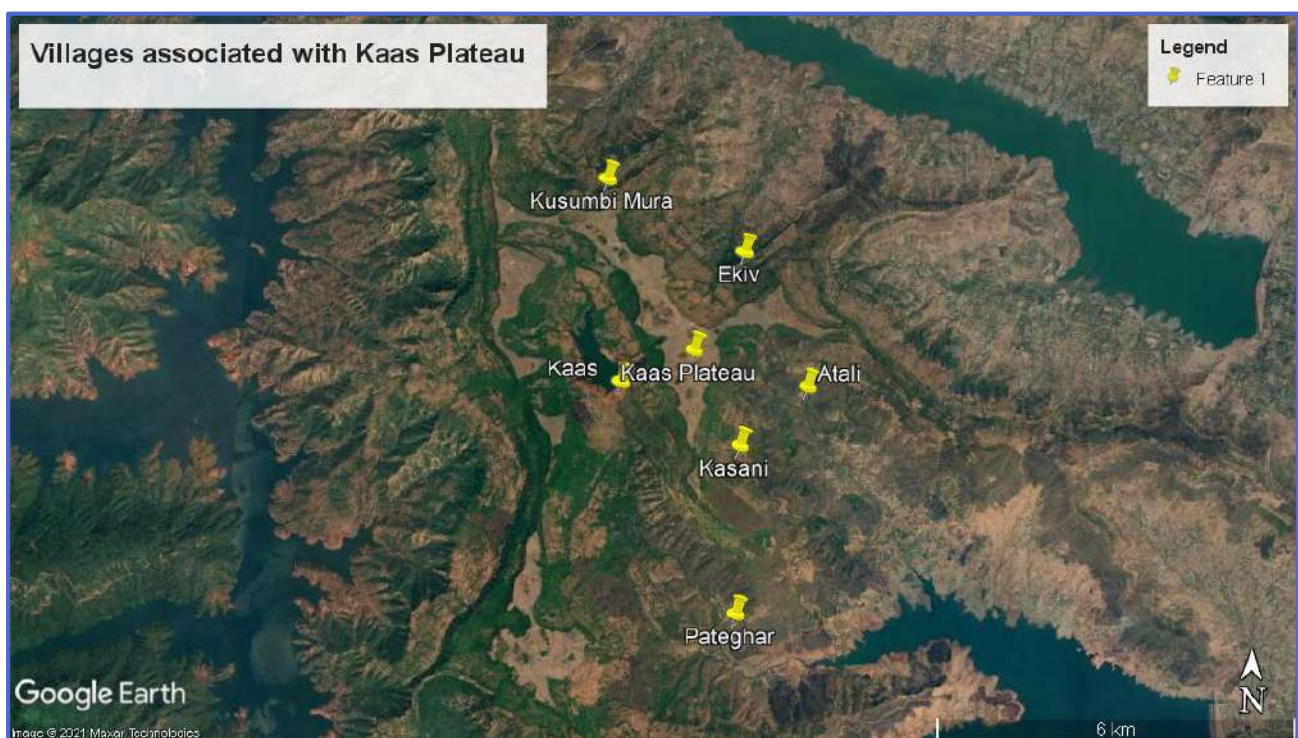 Villages associated with Kaas Plateau
Legend
Feature 1
Kusumbi Mura
Ekiv
Kaas
Kaas Plateau
Atali
Kasani
Pateghar
Google Earth
N
Image © 2021 Maxar Technologies
6 km